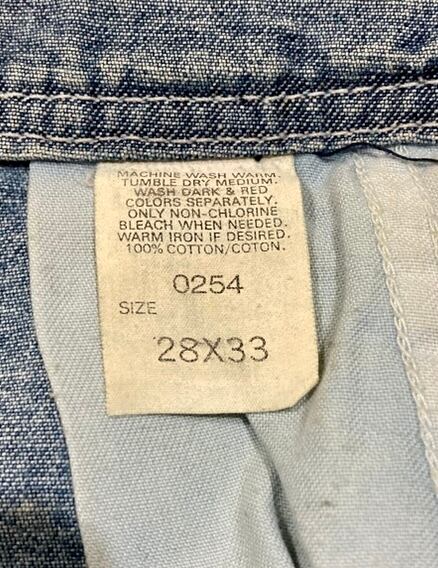 MACHINE WASH WARM.
TUMBLE DRY MEDIUM.
WASH DARK & RED
COLORS SEPARATELY.
ONLY NON-CHLORINE
BLEACH WHEN NEEDED.
WARM IRON IF DESIRED.
100% COTTON/COTON.
0254
SIZE
28X33